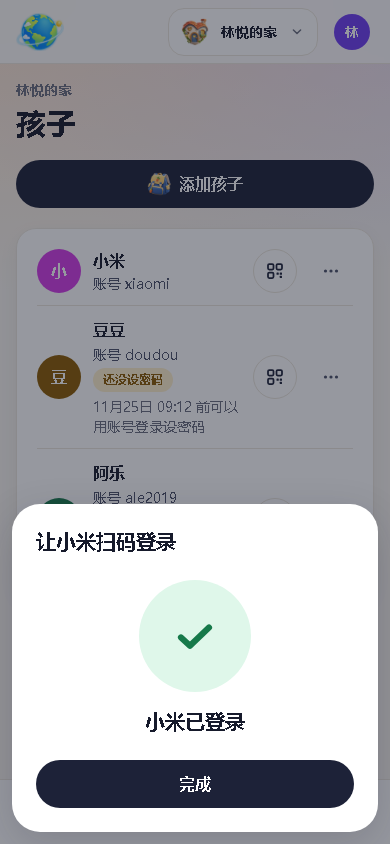 林悦的家
林
林悦的家
孩子
添加孩子
小
小米
账号 xiaomi
豆
豆豆
账号 doudou
还没设密码
11月25日 09:12 前可以
用账号登录设密码
阿乐
账号 ale2019
让小米扫码登录
小米已登录
完成